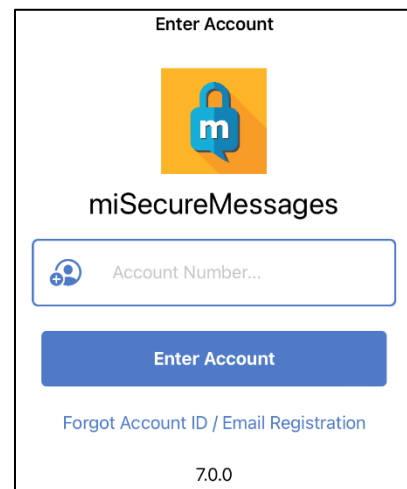 Enter Account
m
miSecureMessages
Account Number...
Enter Account
Forgot Account ID / Email Registration
7.0.0